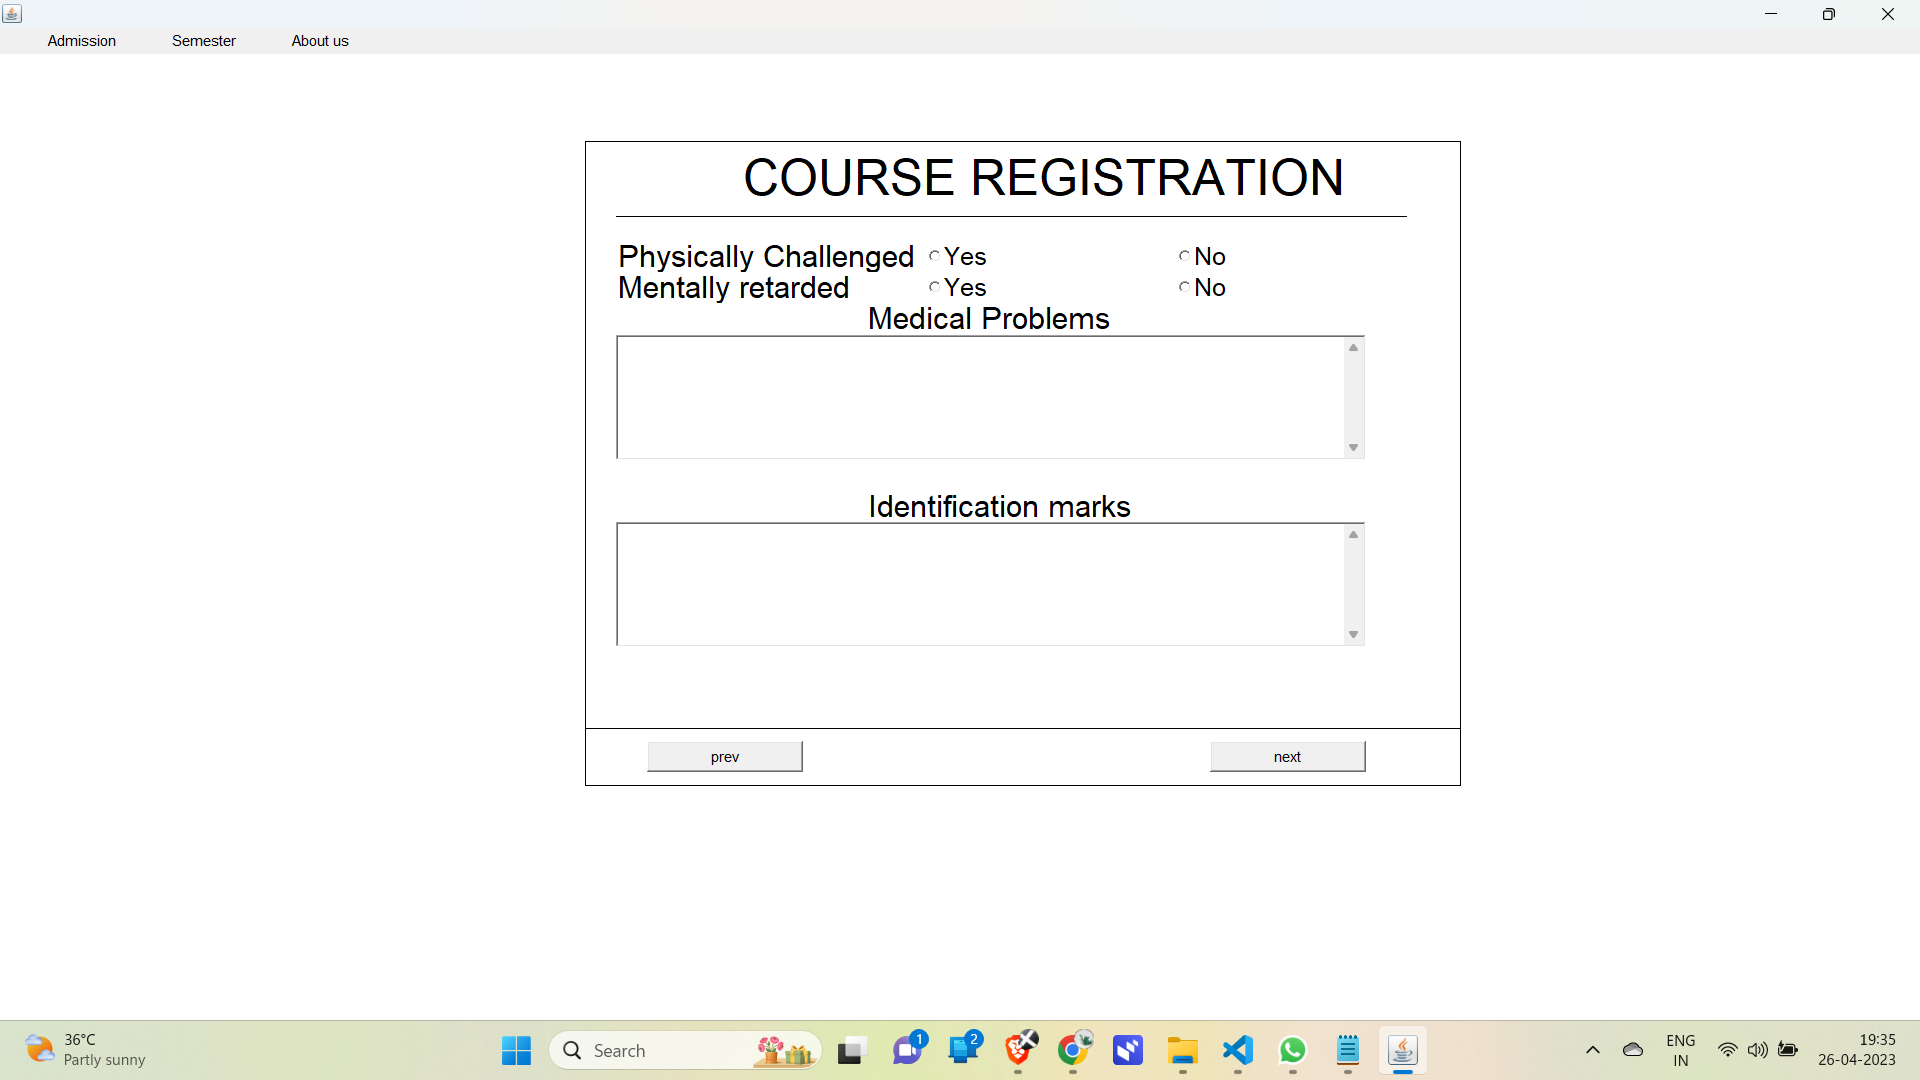 Admission Semester About us
COURSE REGISTRATION
Physically Challenged Yes No
Mentally retarded Yes No
Medical Problems
Identification marks
prev next
36°C
Partly sunny
Search
1
2
ENG
IN
19:35
26-04-2023